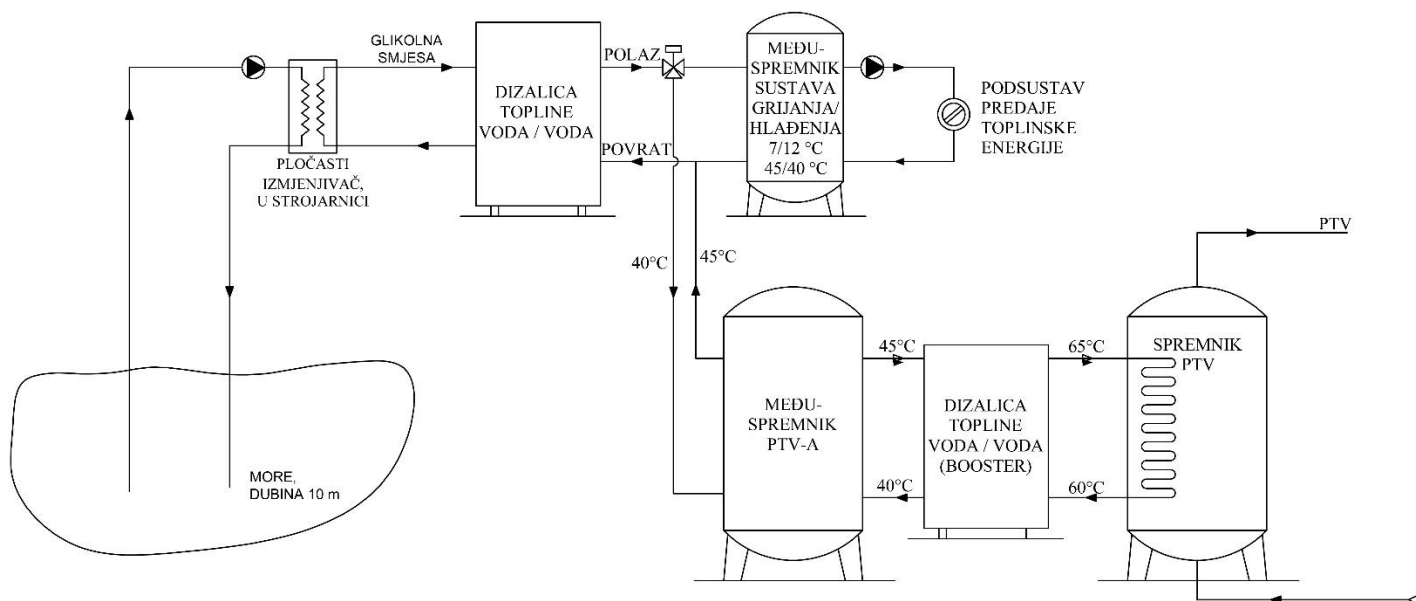 GLIKOLNA
SMJESA
PLOČASTI
IZMJENJIVAČ,
U STROJARNICI
DIZALICA
TOPLINE
VODA / VODA
POLAZ
POVRAT
MEĐU-
SPREMNIK
SUSTAVA
GRIJANJA/
HLAĐENJA
7/12 °C
45/40 °C
PODSUSTAV
PREDAJE
TOPLINSKE
ENERGIJE
40°C
45°C
MORE,
DUBINA 10 m
MEĐU-
SPREMNIK
PTV-A
45°C
40°C
DIZALICA
TOPLINE
VODA / VODA
(BOOSTER)
65°C
60°C
SPREMNIK
PTV
PTV